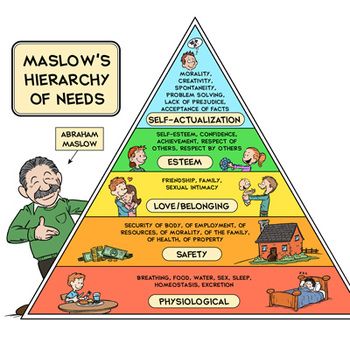 MASLOW'S
HIERARCHY
OF NEEDS
ABRAHAM
MASLOW
MORALITY,
CREATIVITY,
SPONTANEITY,
PROBLEM SOLVING,
LACK OF PREJUDICE,
ACCEPTANCE OF FACTS
SELF-ACTUALIZATION
SELF-ESTEEM, CONFIDENCE,
ACHIEVEMENT, RESPECT OF
OTHERS, RESPECT BY OTHERS
ESTEEM
FRIENDSHIP, FAMILY,
SEXUAL INTIMACY
LOVE/BELONGING
SECURITY OF BODY, OF EMPLOYMENT, OF
RESOURCES, OF MORALITY, OF THE FAMILY,
OF HEALTH, OF PROPERTY
SAFETY
BREATHING, FOOD, WATER, SEX, SLEEP,
HOMEOSTASIS, EXCRETION
PHYSIOLOGICAL